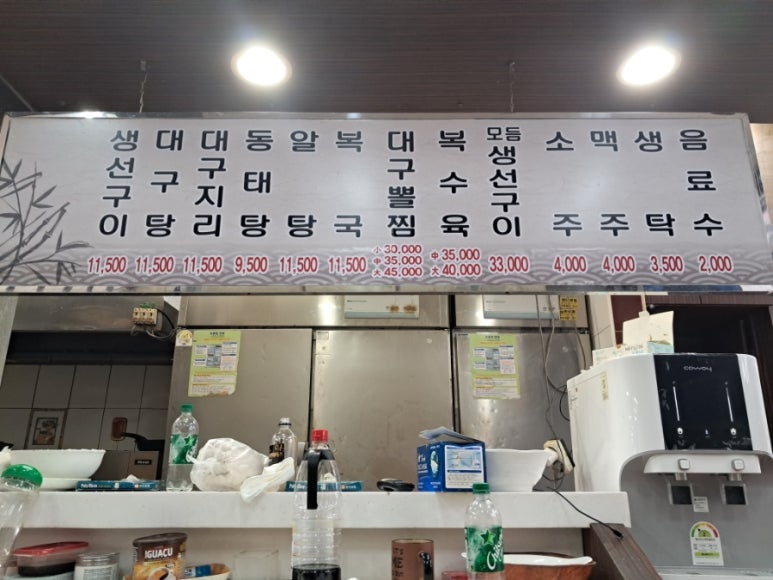 생선구이 11,500
대구탕 11,500
대구지리 11,500
동태탕 9,500
알탕 11,500
복국 11,500
대구뽈찜 小 30,000 中 35,000 大 45,000
복수육 中 35,000 大 40,000
모듬생선구이 33,000
소주 4,000
맥주 4,000
생탁 3,500
음료수 2,000
coway
IGUACU